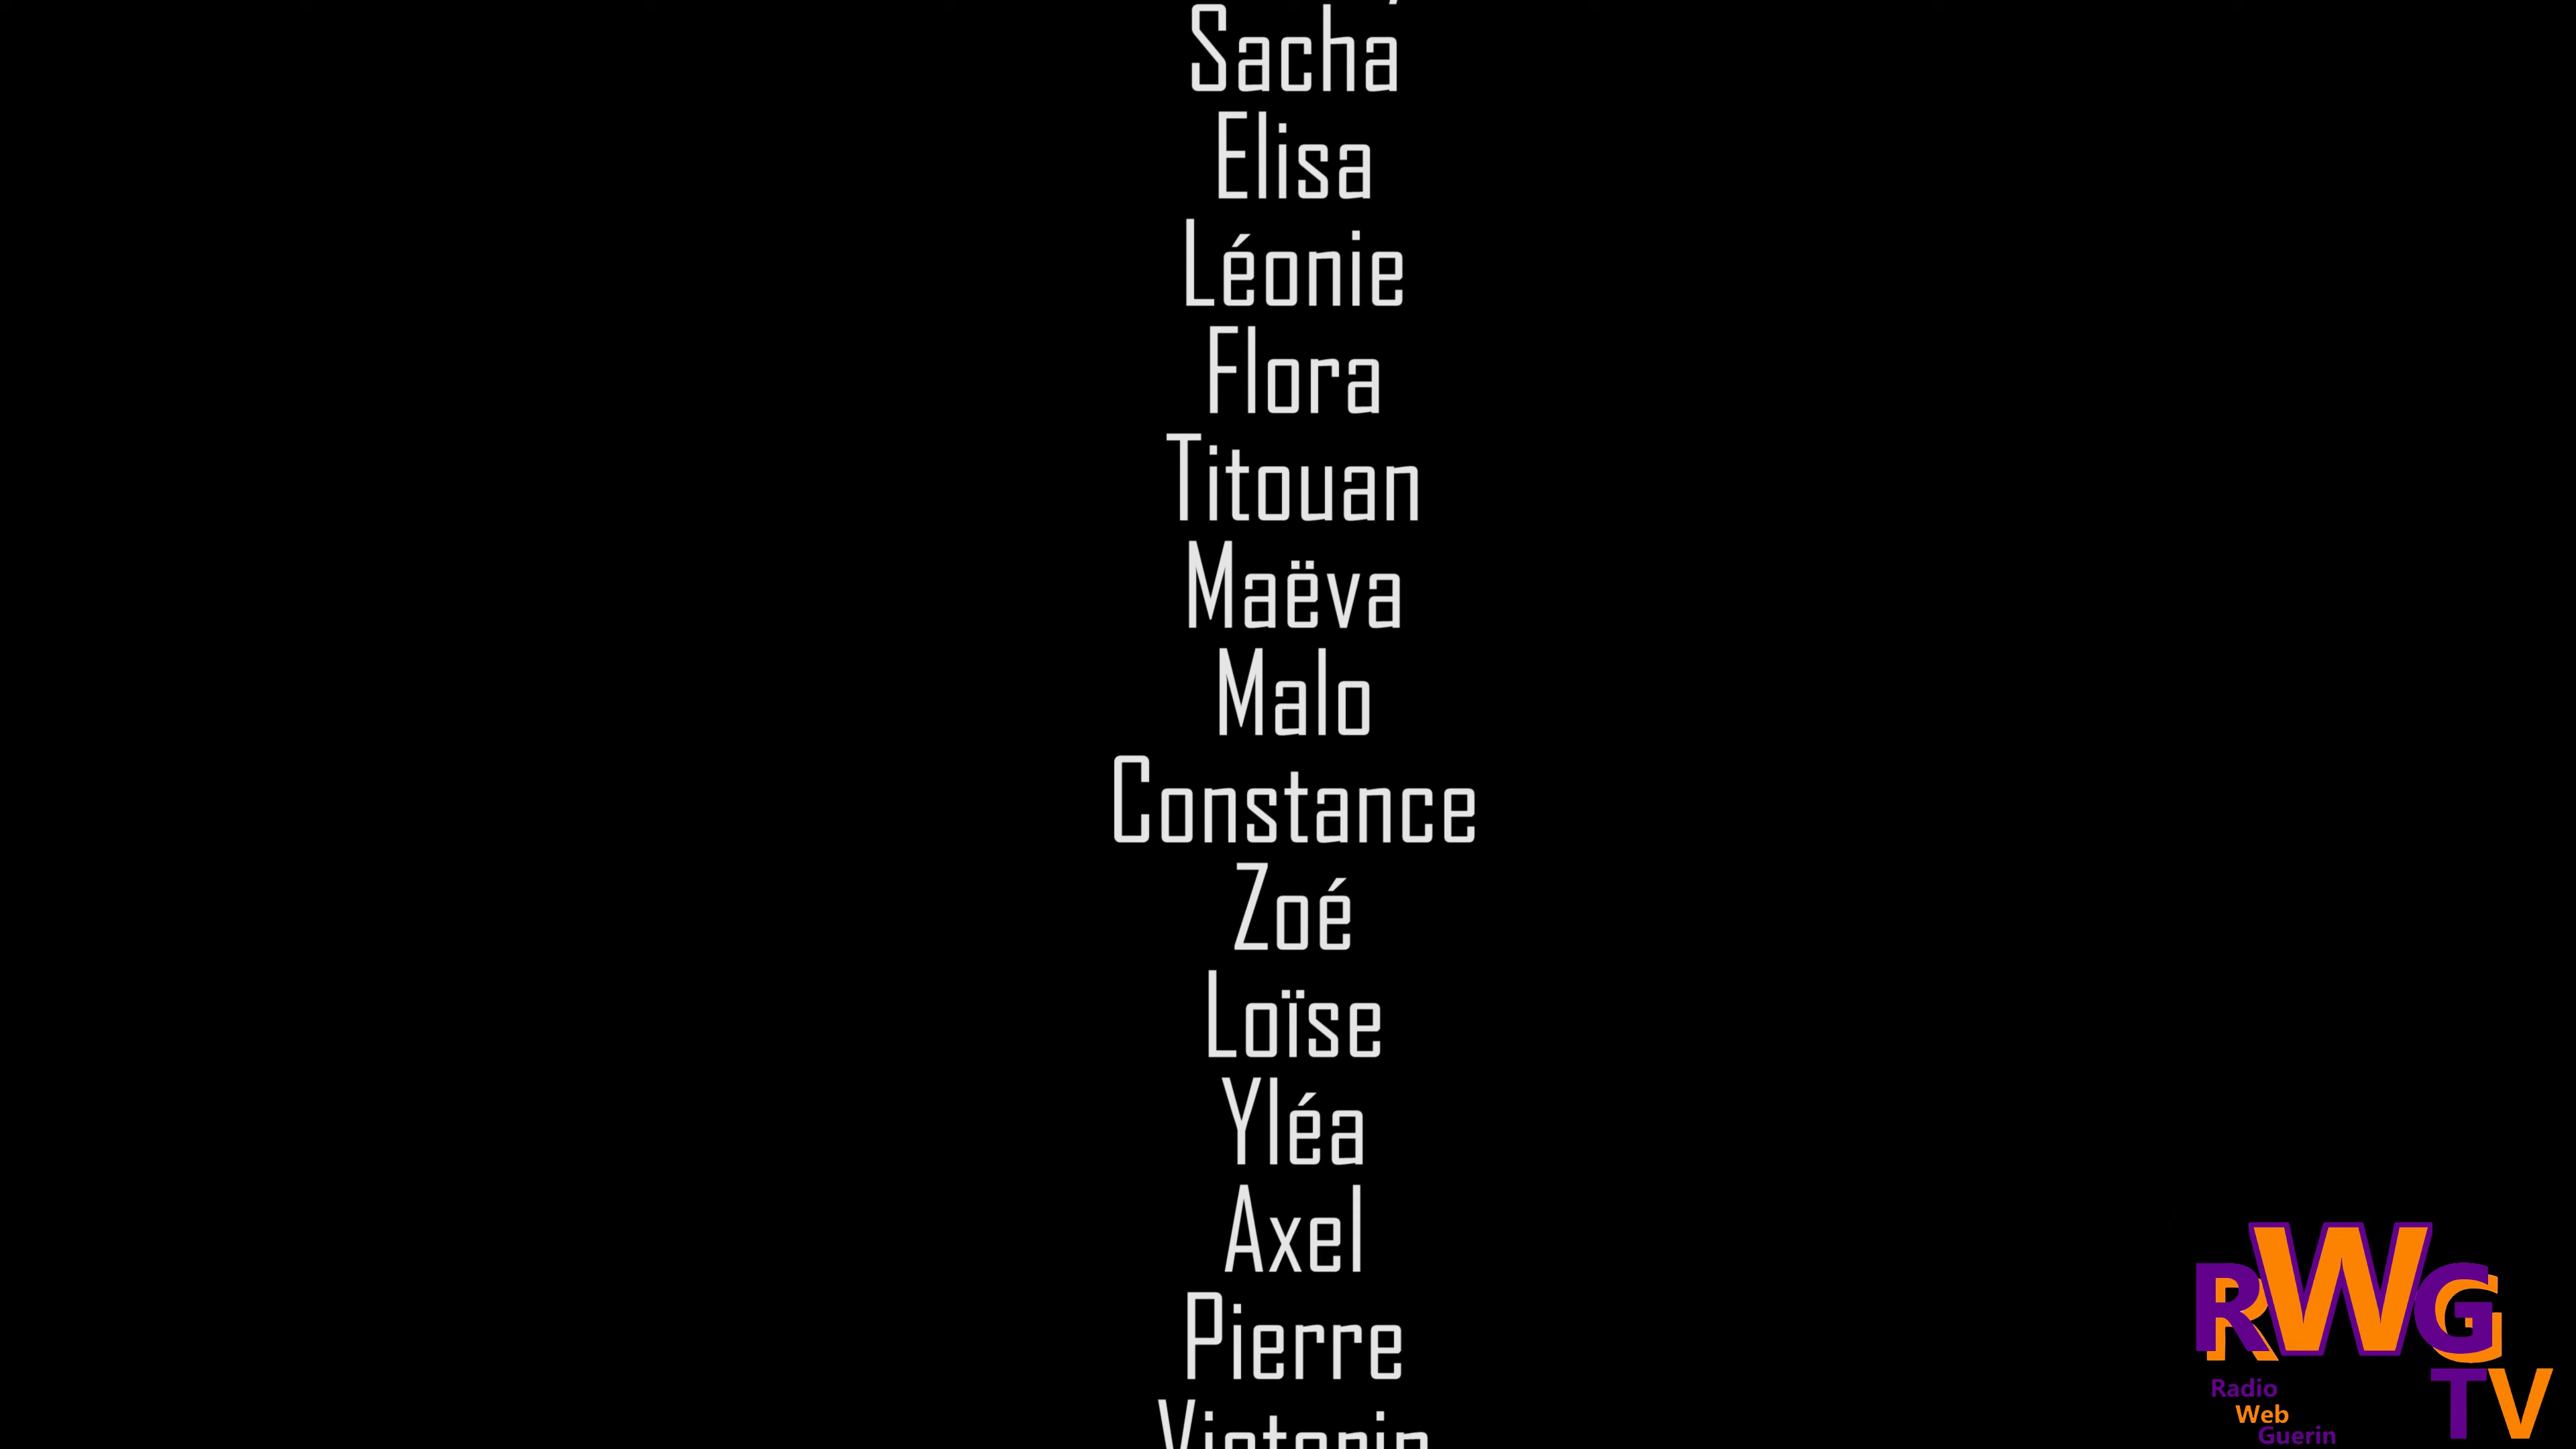 Sacha
Elisa
Léonie
Flora
Titouan
Maëva
Malo
Constance
Zoé
Loïse
Yléa
Axel
Pierre
RWG
TV
Radio
Web
Guerin